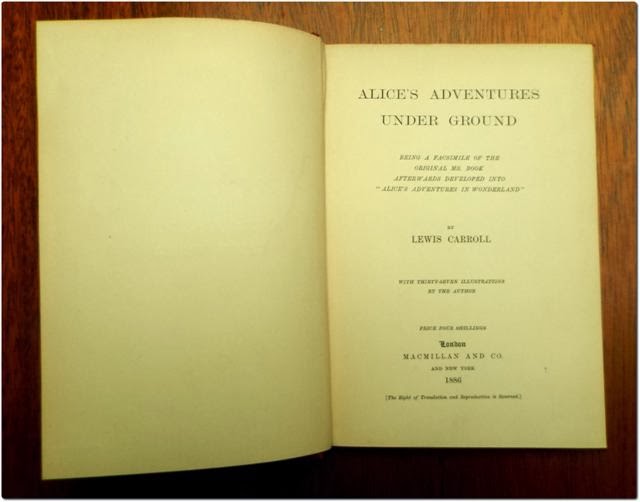 ALICE'S ADVENTURES
UNDER GROUND
BEING A FACSIMILE OF THE
ORIGINAL MS. BOOK
AFTERWARDS DEVELOPED INTO
"ALICE'S ADVENTURES IN WONDERLAND"
BY
LEWIS CARROLL
WITH THIRTY-SEVEN ILLUSTRATIONS
BY THE AUTHOR
PRICE FOUR SHILLINGS
London
MACMILLAN AND CO.
AND NEW YORK
1886
[The Right of Translation and Reproduction is Reserved.]